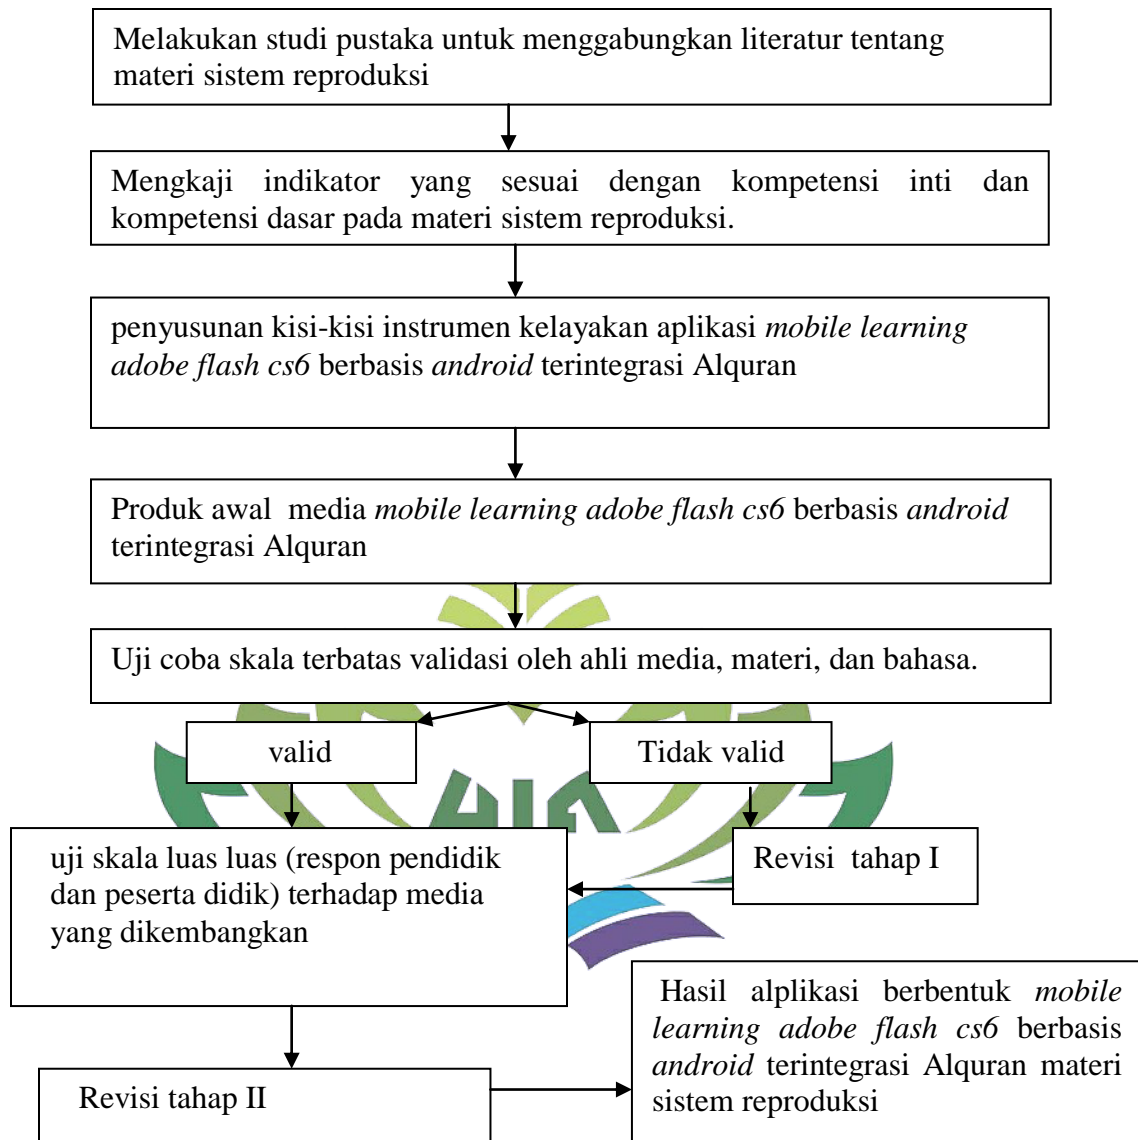 Melakukan studi pustaka untuk menggabungkan literatur tentang
materi sistem reproduksi
Mengkaji indikator yang sesuai dengan kompetensi inti dan
kompetensi dasar pada materi sistem reproduksi.
penyusunan kisi-kisi instrumen kelayakan aplikasi mobile learning
adobe flash cs6 berbasis android terintegrasi Alquran
Produk awal media mobile learning adobe flash cs6 berbasis android
terintegrasi Alquran
Uji coba skala terbatas validasi oleh ahli media, materi, dan bahasa.
valid
Tidak valid
uji skala luas luas (respon pendidik
dan peserta didik) terhadap media
yang dikembangkan
Revisi tahap I
Revisi tahap II
Hasil alplikasi berbentuk mobile
learning adobe flash cs6 berbasis
android terintegrasi Alquran materi
sistem reproduksi